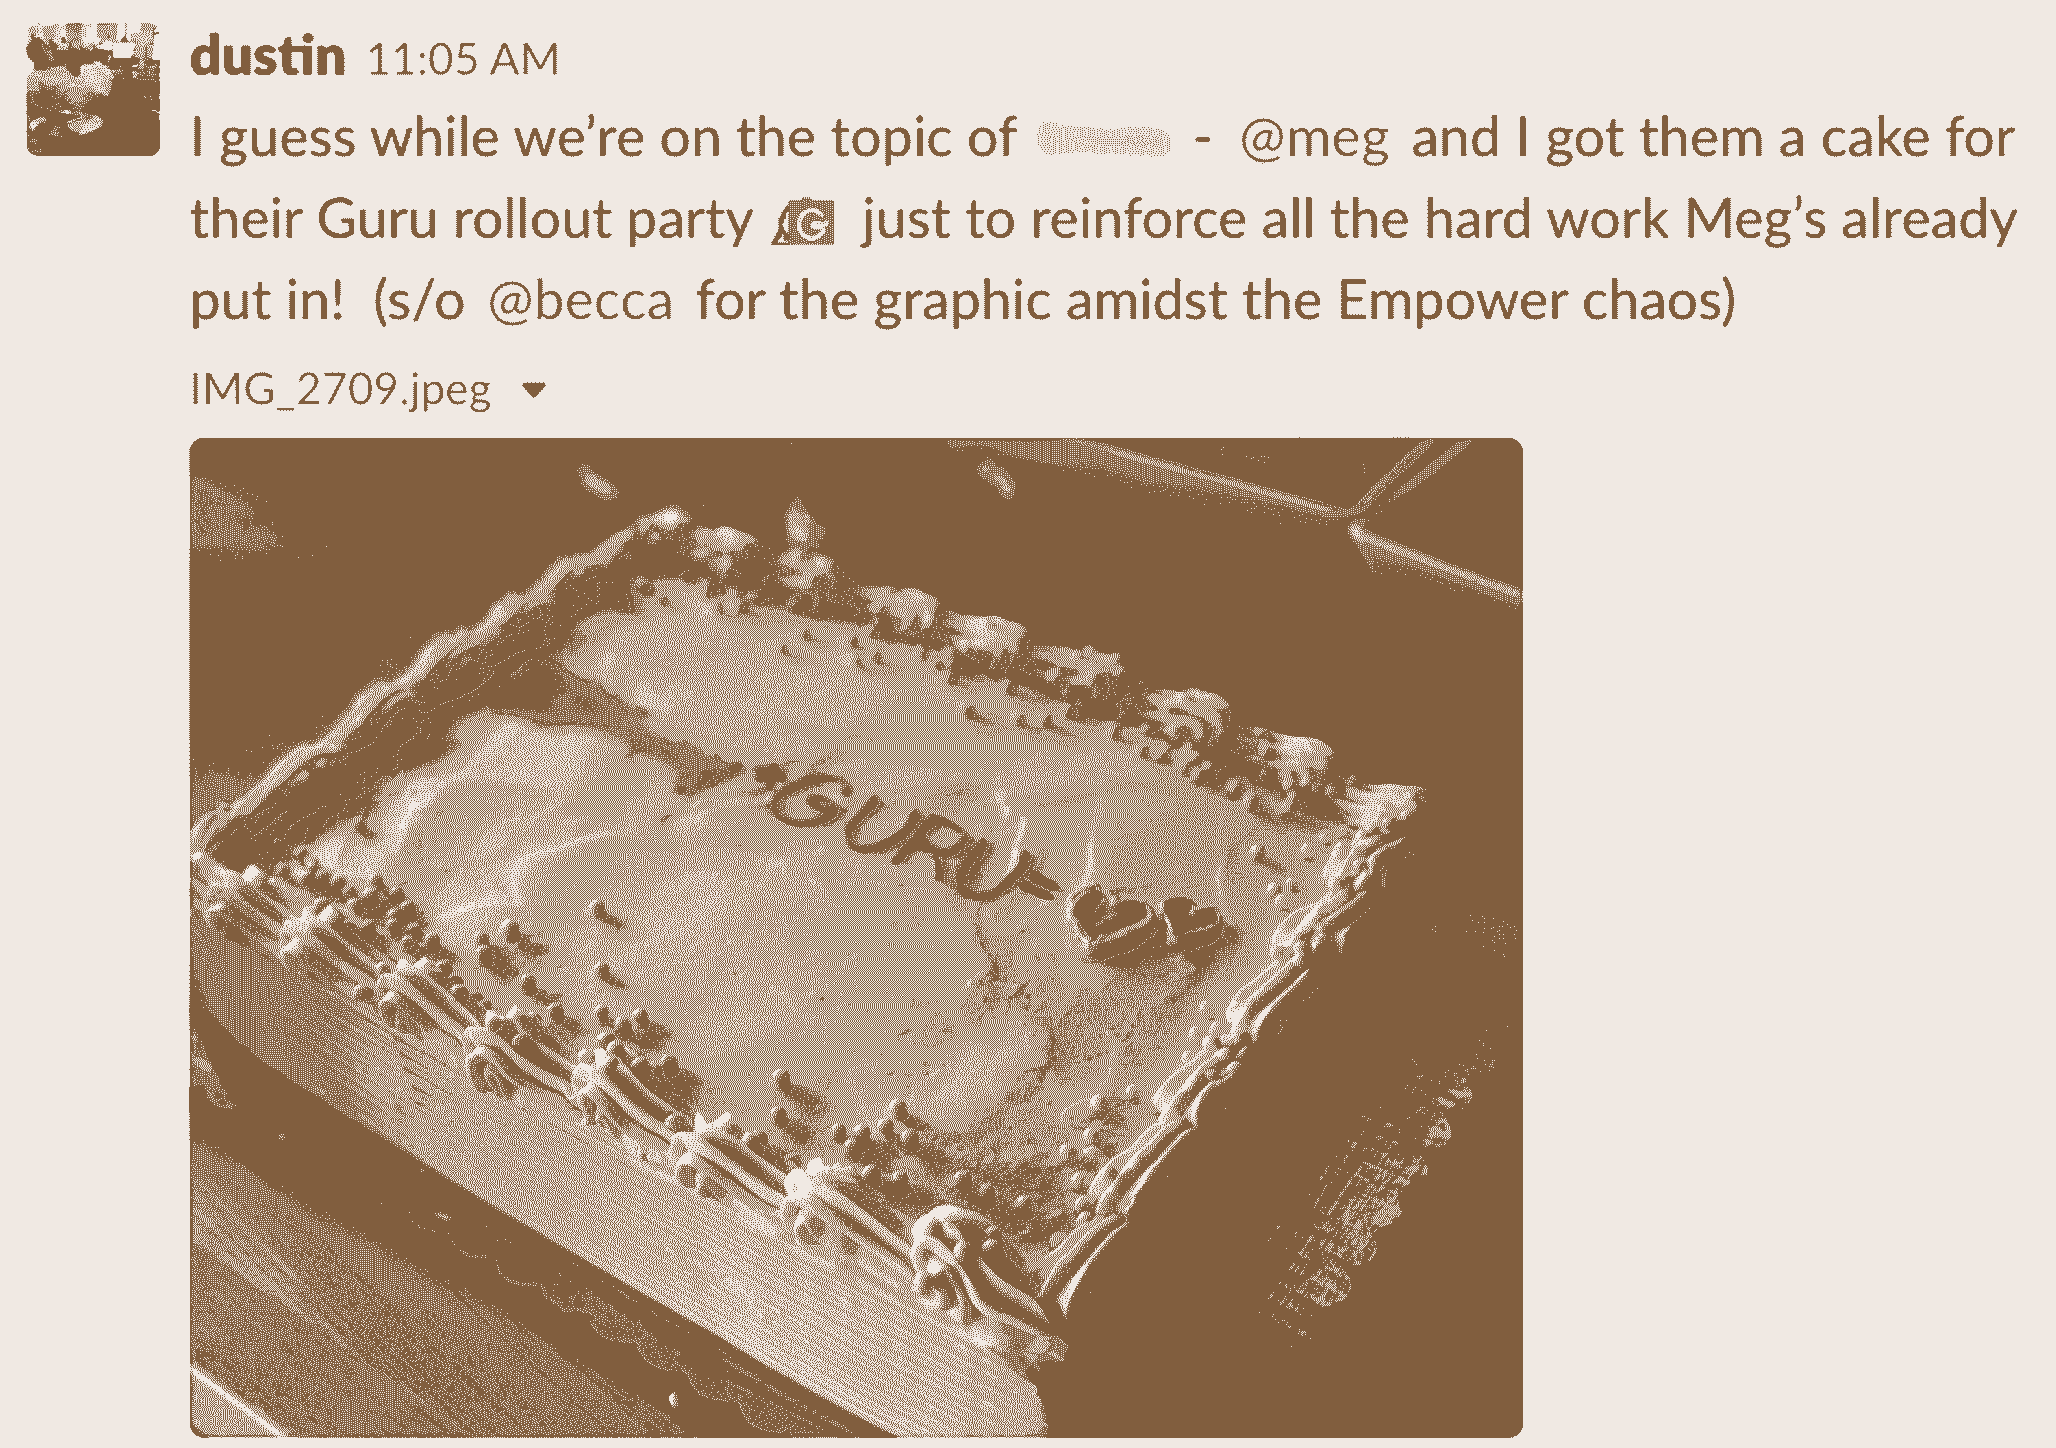 dustin 11:05 AM
I guess while we’re on the topic of - @meg and I got them a cake for
their Guru rollout party G just to reinforce all the hard work Meg’s already
put in! (s/o @becca for the graphic amidst the Empower chaos)
IMG_2709.jpeg
GURU